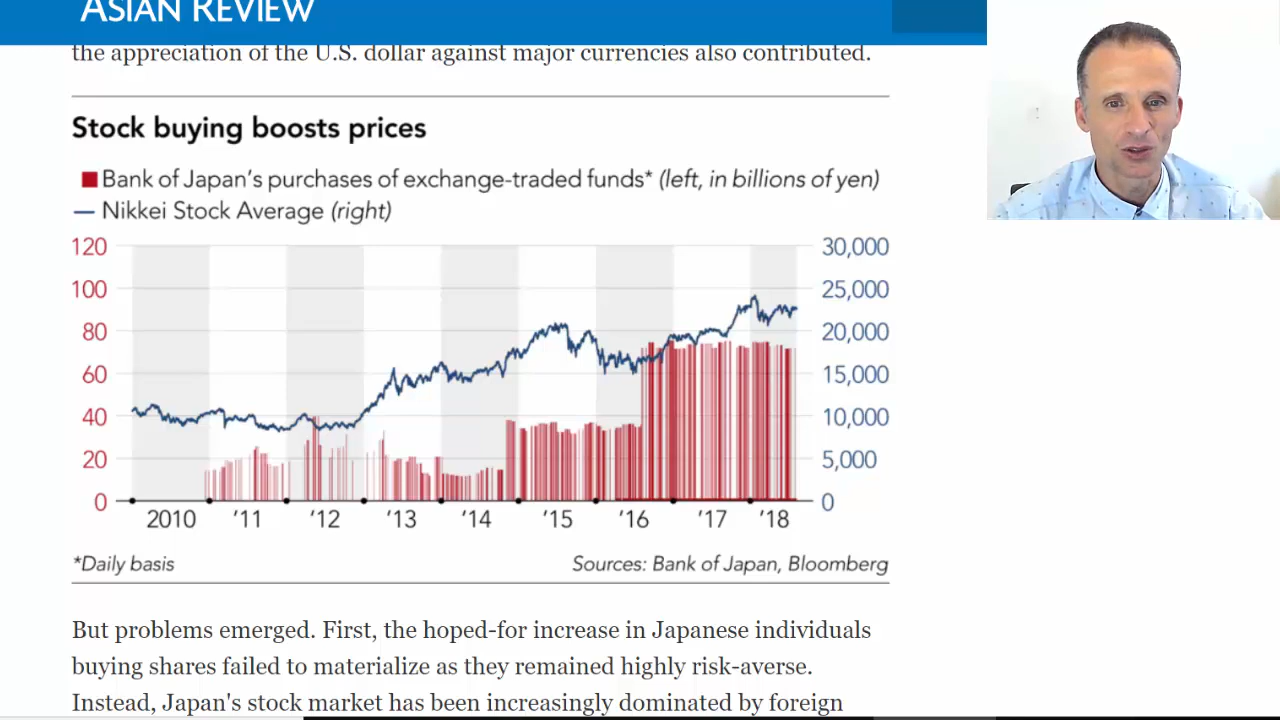 ASIAN REVIEW
the appreciation of the U.S. dollar against major currencies also contributed.
Stock buying boosts prices
Bank of Japan's purchases of exchange-traded funds* (left, in billions of yen)
Nikkei Stock Average (right)
120 30,000
100 25,000
80 20,000
60 15,000
40 10,000
20 5,000
0 0
2010 '11 '12 '13 '14 '15 '16 '17 '18
*Daily basis Sources: Bank of Japan, Bloomberg
But problems emerged. First, the hoped-for increase in Japanese individuals
buying shares failed to materialize as they remained highly risk-averse.
Instead, Japan's stock market has been increasingly dominated by foreign